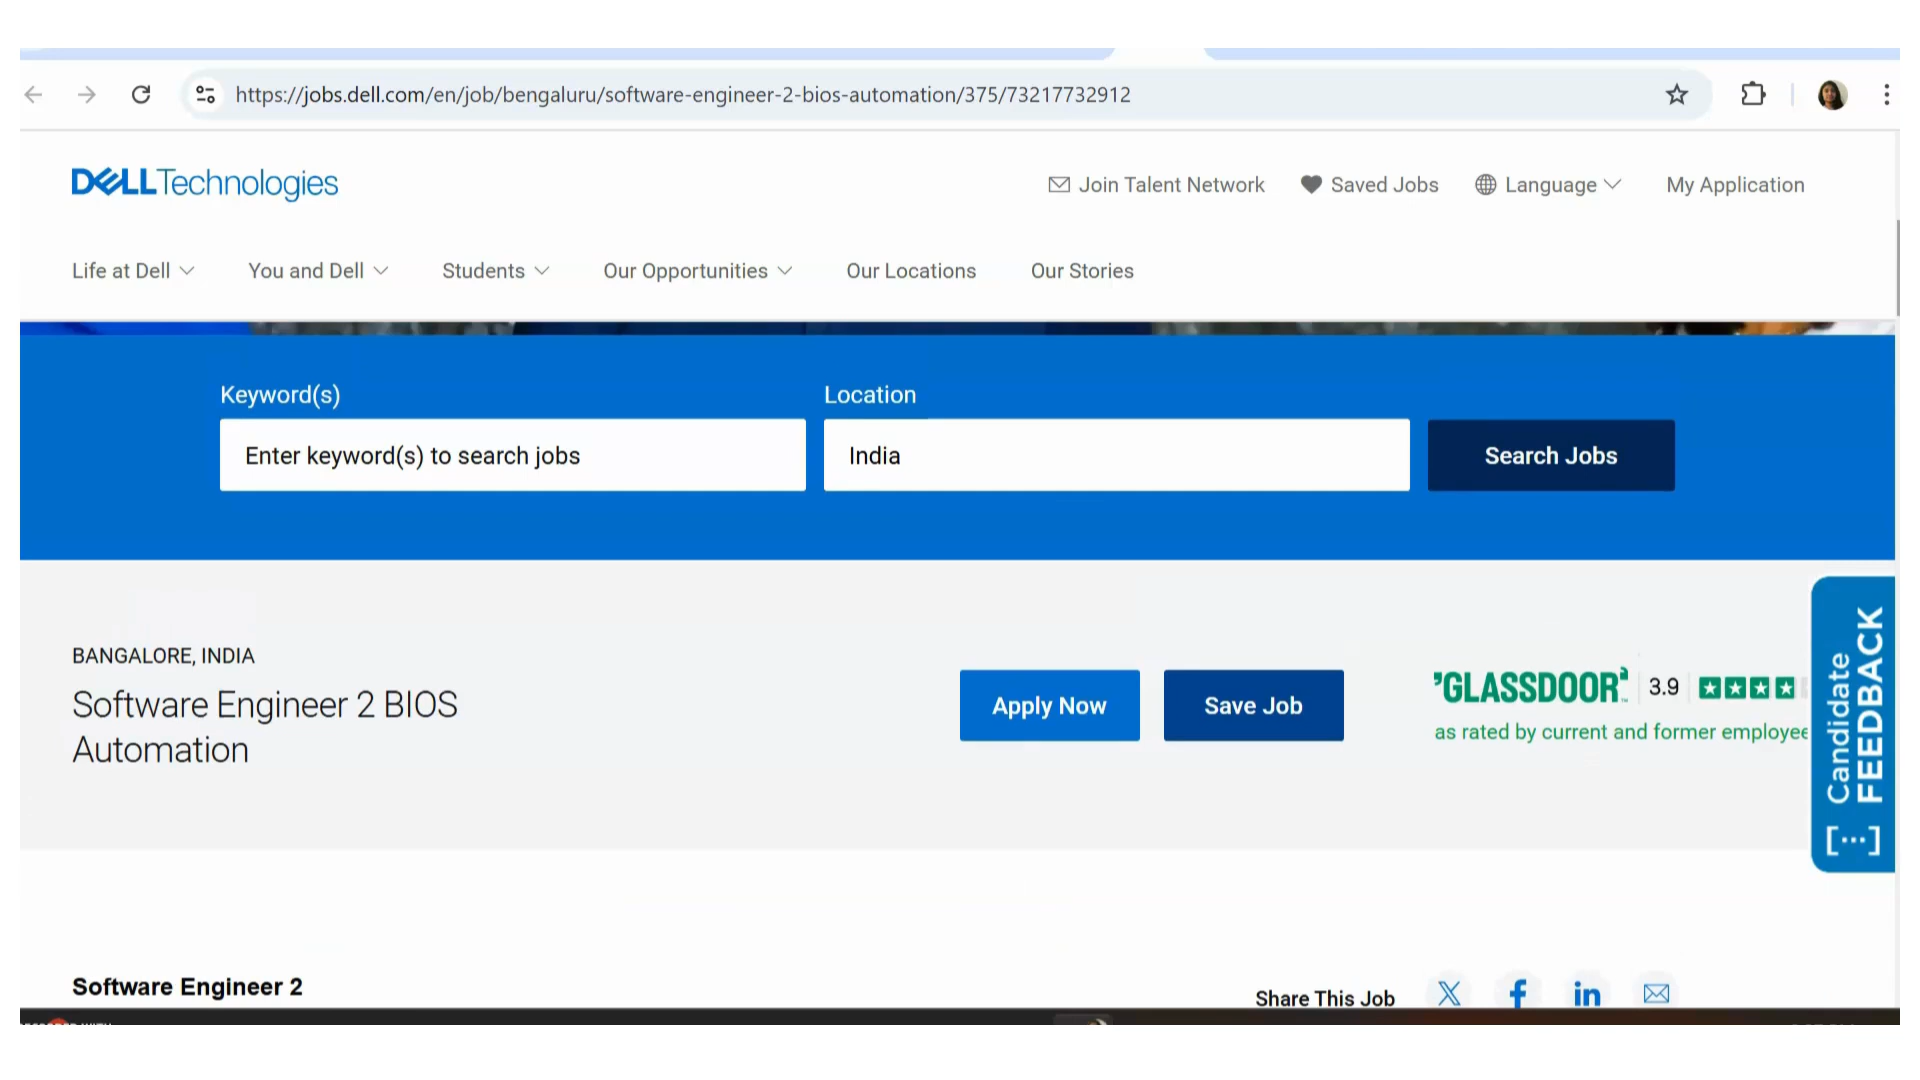 https://jobs.dell.com/en/job/bengaluru/software-engineer-2-bios-automation/375/73217732912
DELLTechnologies
Join Talent Network Saved Jobs Language My Application
Life at Dell You and Dell Students Our Opportunities Our Locations Our Stories
Keyword(s) Location
Enter keyword(s) to search jobs India Search Jobs
BANGALORE, INDIA
Software Engineer 2 BIOS
Automation
Apply Now Save Job
GLASSDOOR 3.9
as rated by current and former employee
Candidate
FEEDBACK
Software Engineer 2
Share This Job